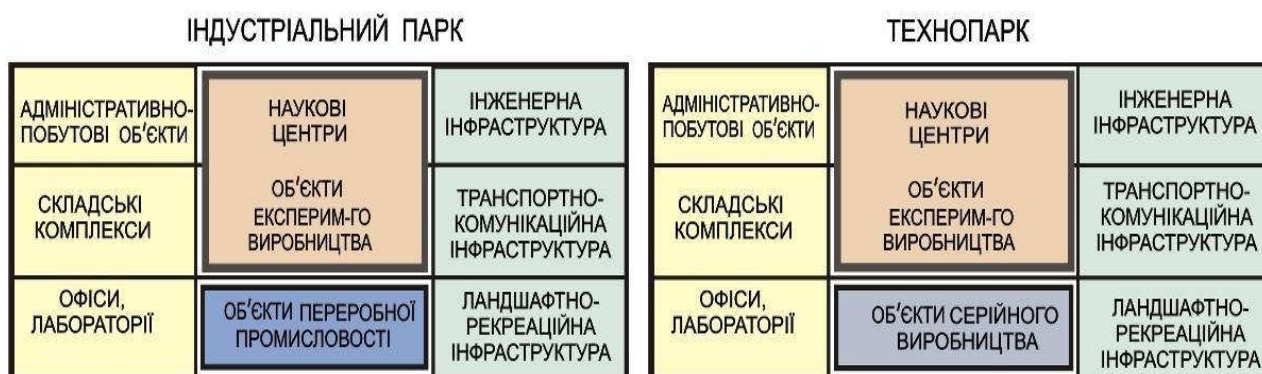 ІНДУСТРІАЛЬНИЙ ПАРК
АДМІНІСТРАТИВНО-
ПОБУТОВІ ОБ'ЄКТИ
НАУКОВІ
ЦЕНТРИ
ІНЖЕНЕРНА
ІНФРАСТРУКТУРА
СКЛАДСЬКІ
КОМПЛЕКСИ
ОБ'ЄКТИ
ЕКСПЕРИМ-ГО
ВИРОБНИЦТВА
ТРАНСПОРТНО-
КОМУНІКАЦІЙНА
ІНФРАСТРУКТУРА
ОФІСИ,
ЛАБОРАТОРІЇ
ОБ'ЄКТИ ПЕРЕРОБНОЇ
ПРОМИСЛОВОСТІ
ЛАНДШАФТНО-
РЕКРЕАЦІЙНА
ІНФРАСТРУКТУРА
ТЕХНОПАРК
АДМІНІСТРАТИВНО-
ПОБУТОВІ ОБ'ЄКТИ
НАУКОВІ
ЦЕНТРИ
ІНЖЕНЕРНА
ІНФРАСТРУКТУРА
СКЛАДСЬКІ
КОМПЛЕКСИ
ОБ'ЄКТИ
ЕКСПЕРИМ-ГО
ВИРОБНИЦТВА
ТРАНСПОРТНО-
КОМУНІКАЦІЙНА
ІНФРАСТРУКТУРА
ОФІСИ,
ЛАБОРАТОРІЇ
ОБ'ЄКТИ СЕРІЙНОГО
ВИРОБНИЦТВА
ЛАНДШАФТНО-
РЕКРЕАЦІЙНА
ІНФРАСТРУКТУРА